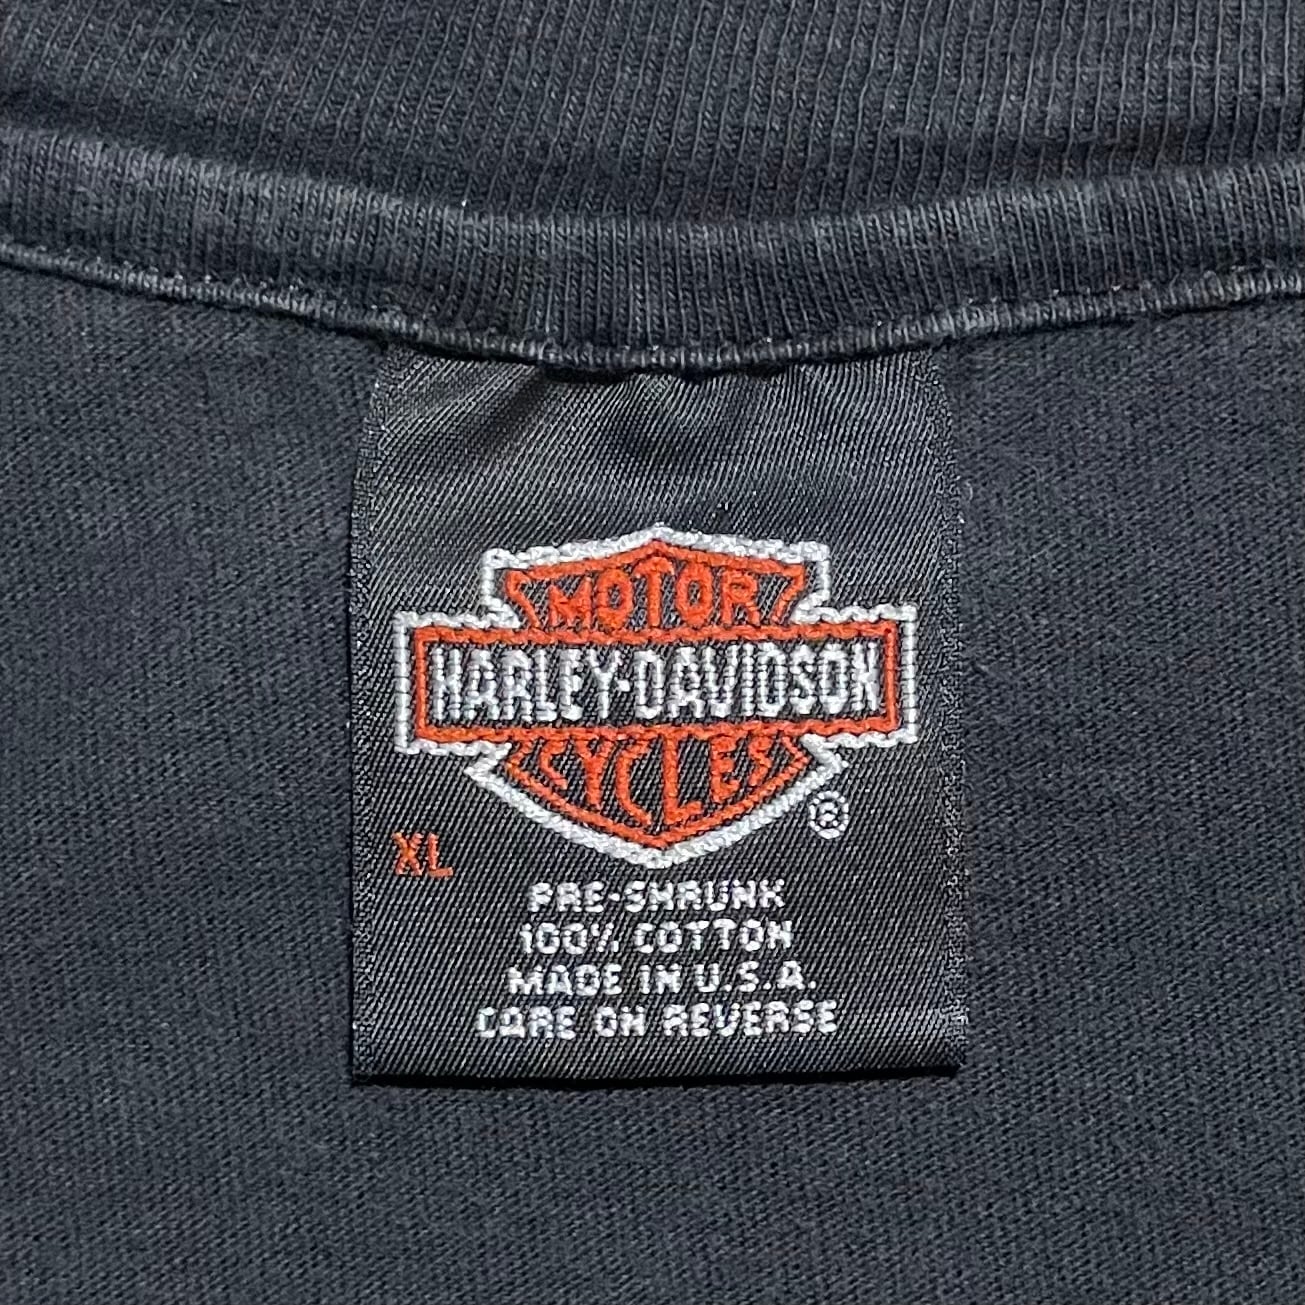 MOTOR
HARLEY-DAVIDSON
CYCLES
®
XL
PRE-SHRUNK
100% COTTON
MADE IN U.S.A.
CARE ON REVERSE